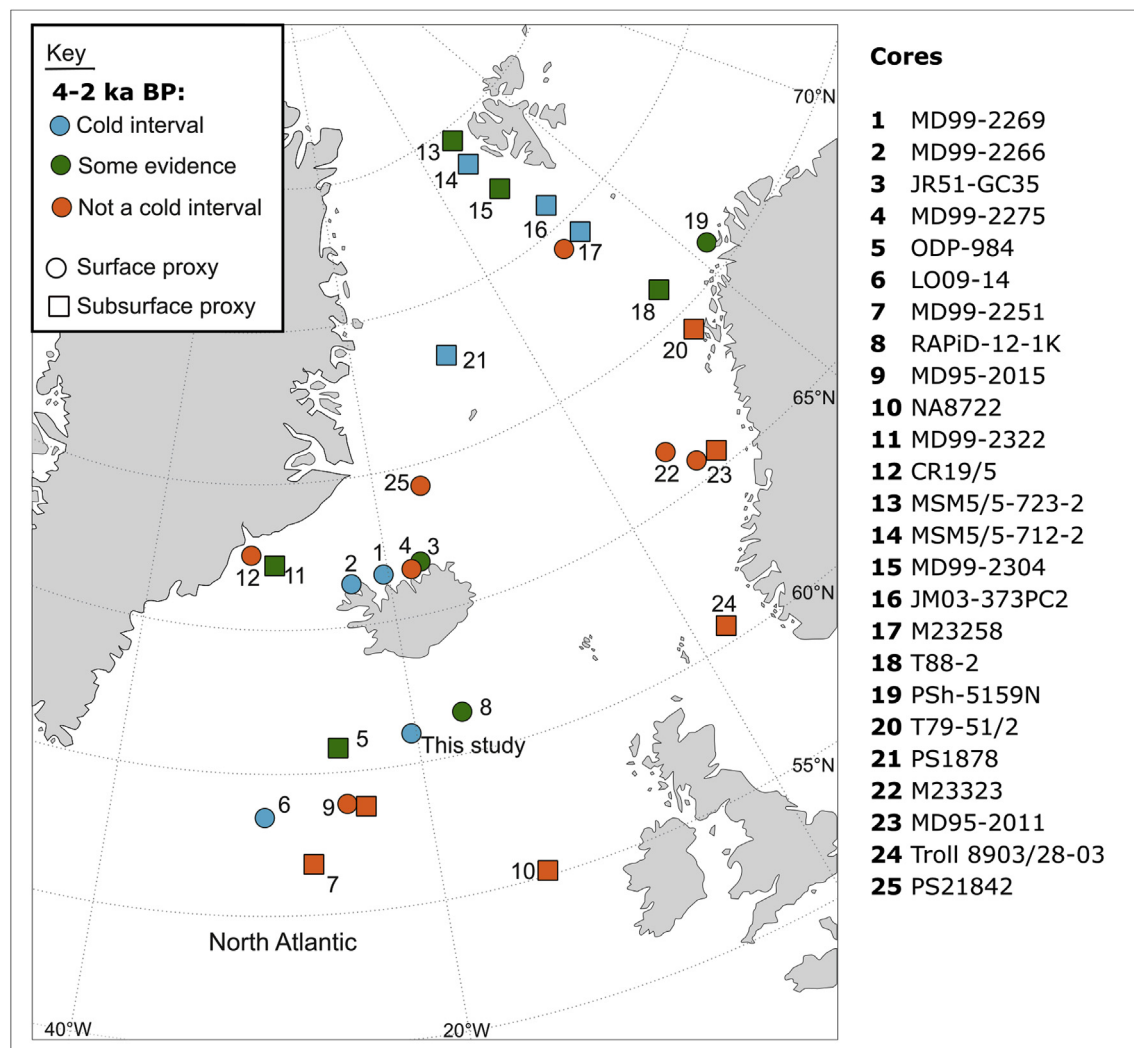 Key
4-2 ka BP:
Cold interval
Some evidence
Not a cold interval
Surface proxy
Subsurface proxy
70°N
65°N
60°N
55°N
40°W
20°W
13
14
15
16
17
19
18
20
21
22
23
25
12
11
2
1
4
3
24
8
This study
5
6
9
7
10
North Atlantic
Cores
1 MD99-2269
2 MD99-2266
3 JR51-GC35
4 MD99-2275
5 ODP-984
6 LO09-14
7 MD99-2251
8 RAPiD-12-1K
9 MD95-2015
10 NA8722
11 MD99-2322
12 CR19/5
13 MSM5/5-723-2
14 MSM5/5-712-2
15 MD99-2304
16 JM03-373PC2
17 M23258
18 T88-2
19 PSh-5159N
20 T79-51/2
21 PS1878
22 M23323
23 MD95-2011
24 Troll 8903/28-03
25 PS21842